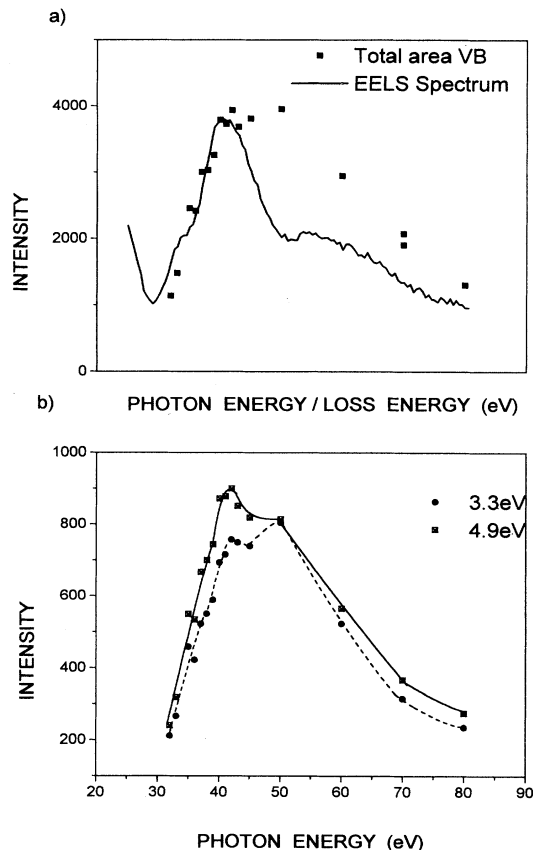 a)
Total area VB
EELS Spectrum
4000
2000
0
INTENSITY
PHOTON ENERGY / LOSS ENERGY (eV)
b)
1000
800
600
400
200
INTENSITY
3.3eV
4.9eV
20 30 40 50 60 70 80 90
PHOTON ENERGY (eV)